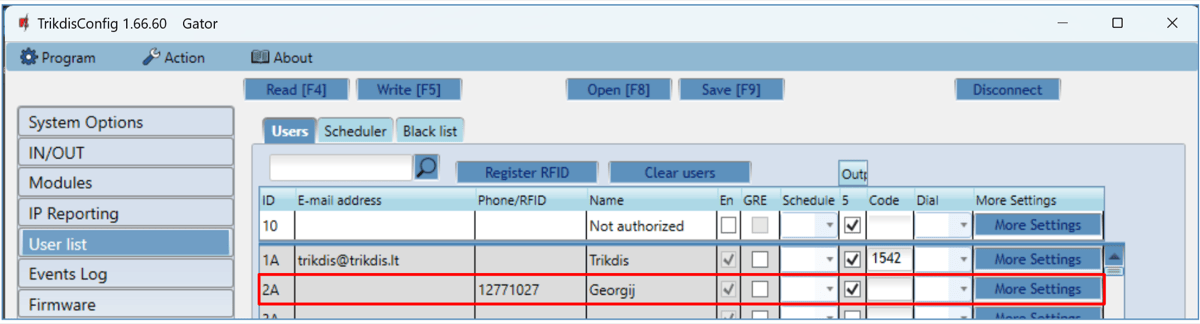 TrikdisConfig 1.66.60 Gator
Program Action About
Read [F4] Write [F5] Open [F8] Save [F9] Disconnect
System Options
IN/OUT
Modules
IP Reporting
User list
Events Log
Firmware
Users Scheduler Black list
Register RFID Clear users Outp
ID E-mail address Phone/RFID Name En GRE Schedule 5 Code Dial More Settings
10 Not authorized More Settings
1A trikdis@trikdis.lt Trikdis 1542 More Settings
2A 12771027 Georgij More Settings
3A More Settings